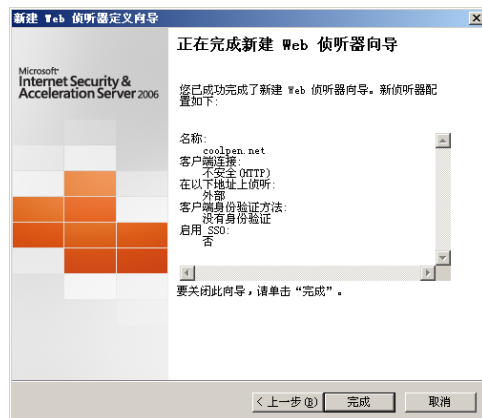 新建 Web 侦听器定义向导
Microsoft
Internet Security &
Acceleration Server 2006
正在完成新建 Web 侦听器向导
您已成功完成了新建 Web 侦听器向导。新侦听器配
置如下:
名称:
coolpen.net
客户端连接:
不安全(HTTP)
在以下地址上侦听:
外部
客户端身份验证方法:
没有身份验证
启用 SSO:
否
要关闭此向导，请单击“完成”。
< 上一步(B)
完成
取消